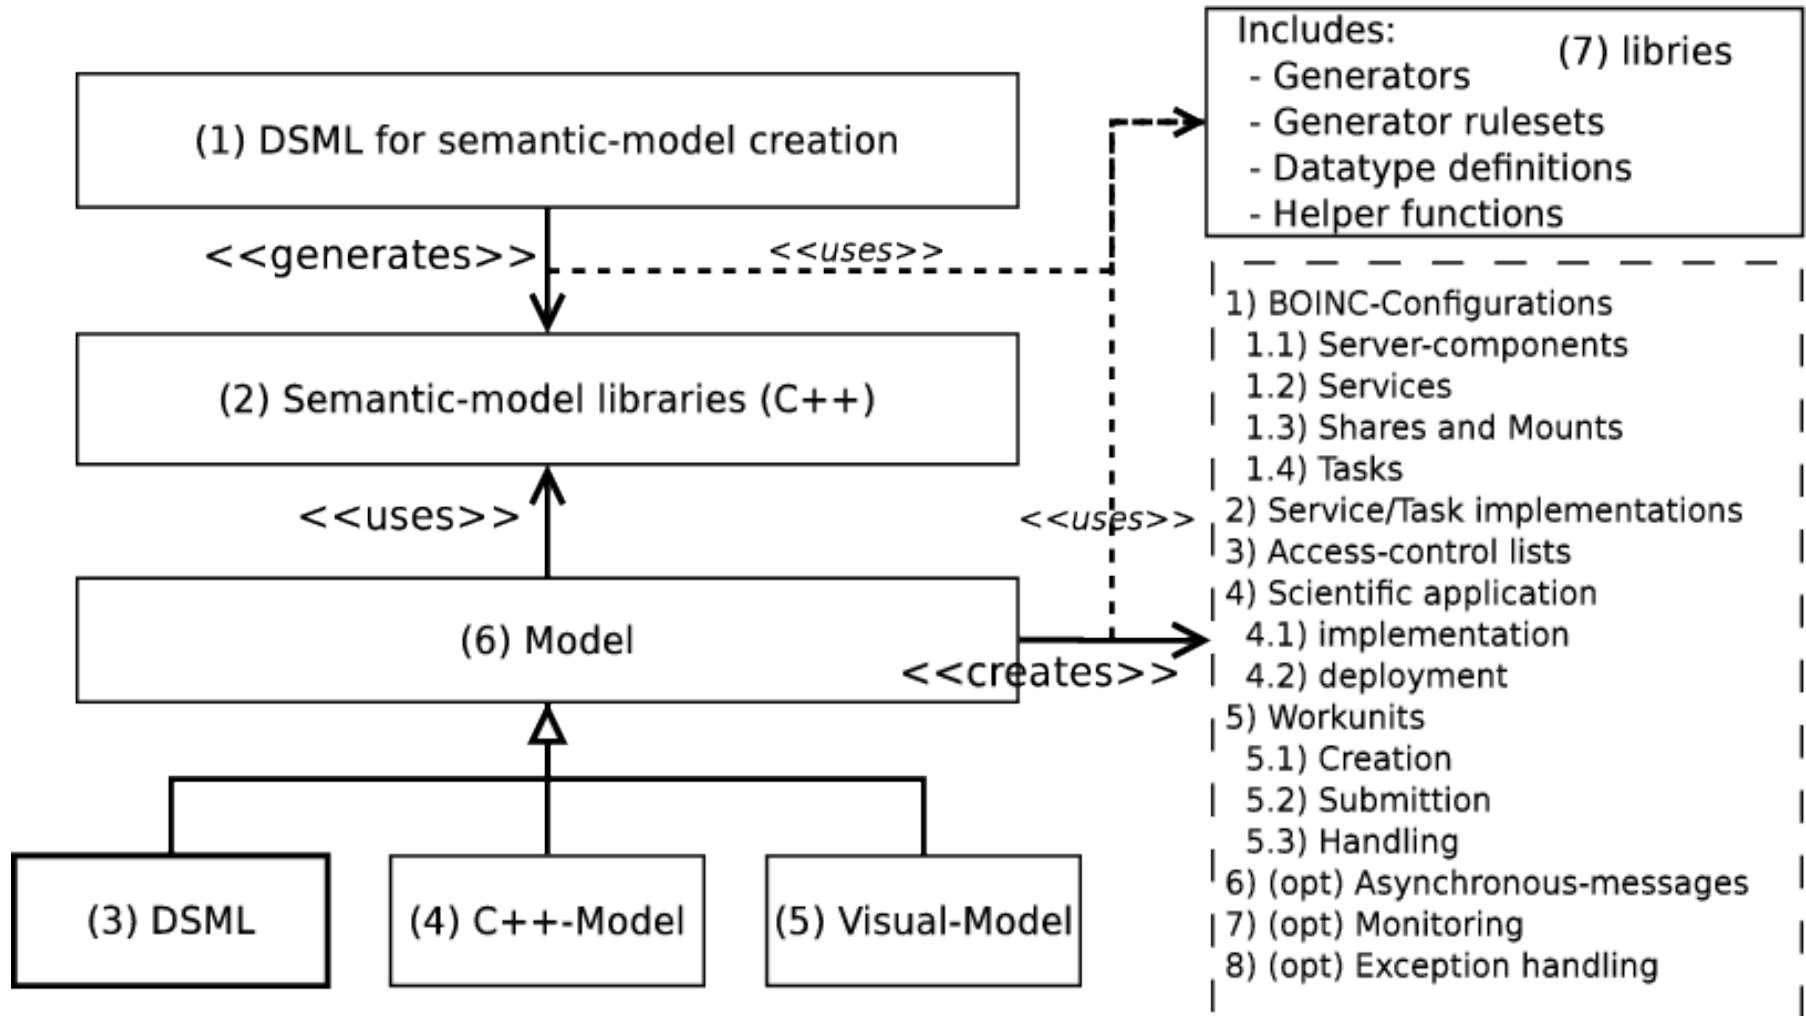 (1) DSML for semantic-model creation
<<generates>>
<<uses>>
(2) Semantic-model libraries (C++)
<<uses>>
<<uses>>
(6) Model
<<creates>>
(3) DSML
(4) C++-Model
(5) Visual-Model
Includes:
(7) libries
- Generators
- Generator rulesets
- Datatype definitions
- Helper functions
1) BOINC-Configurations
1.1) Server-components
1.2) Services
1.3) Shares and Mounts
1.4) Tasks
2) Service/Task implementations
3) Access-control lists
4) Scientific application
4.1) implementation
4.2) deployment
5) Workunits
5.1) Creation
5.2) Submittion
5.3) Handling
6) (opt) Asynchronous-messages
7) (opt) Monitoring
8) (opt) Exception handling